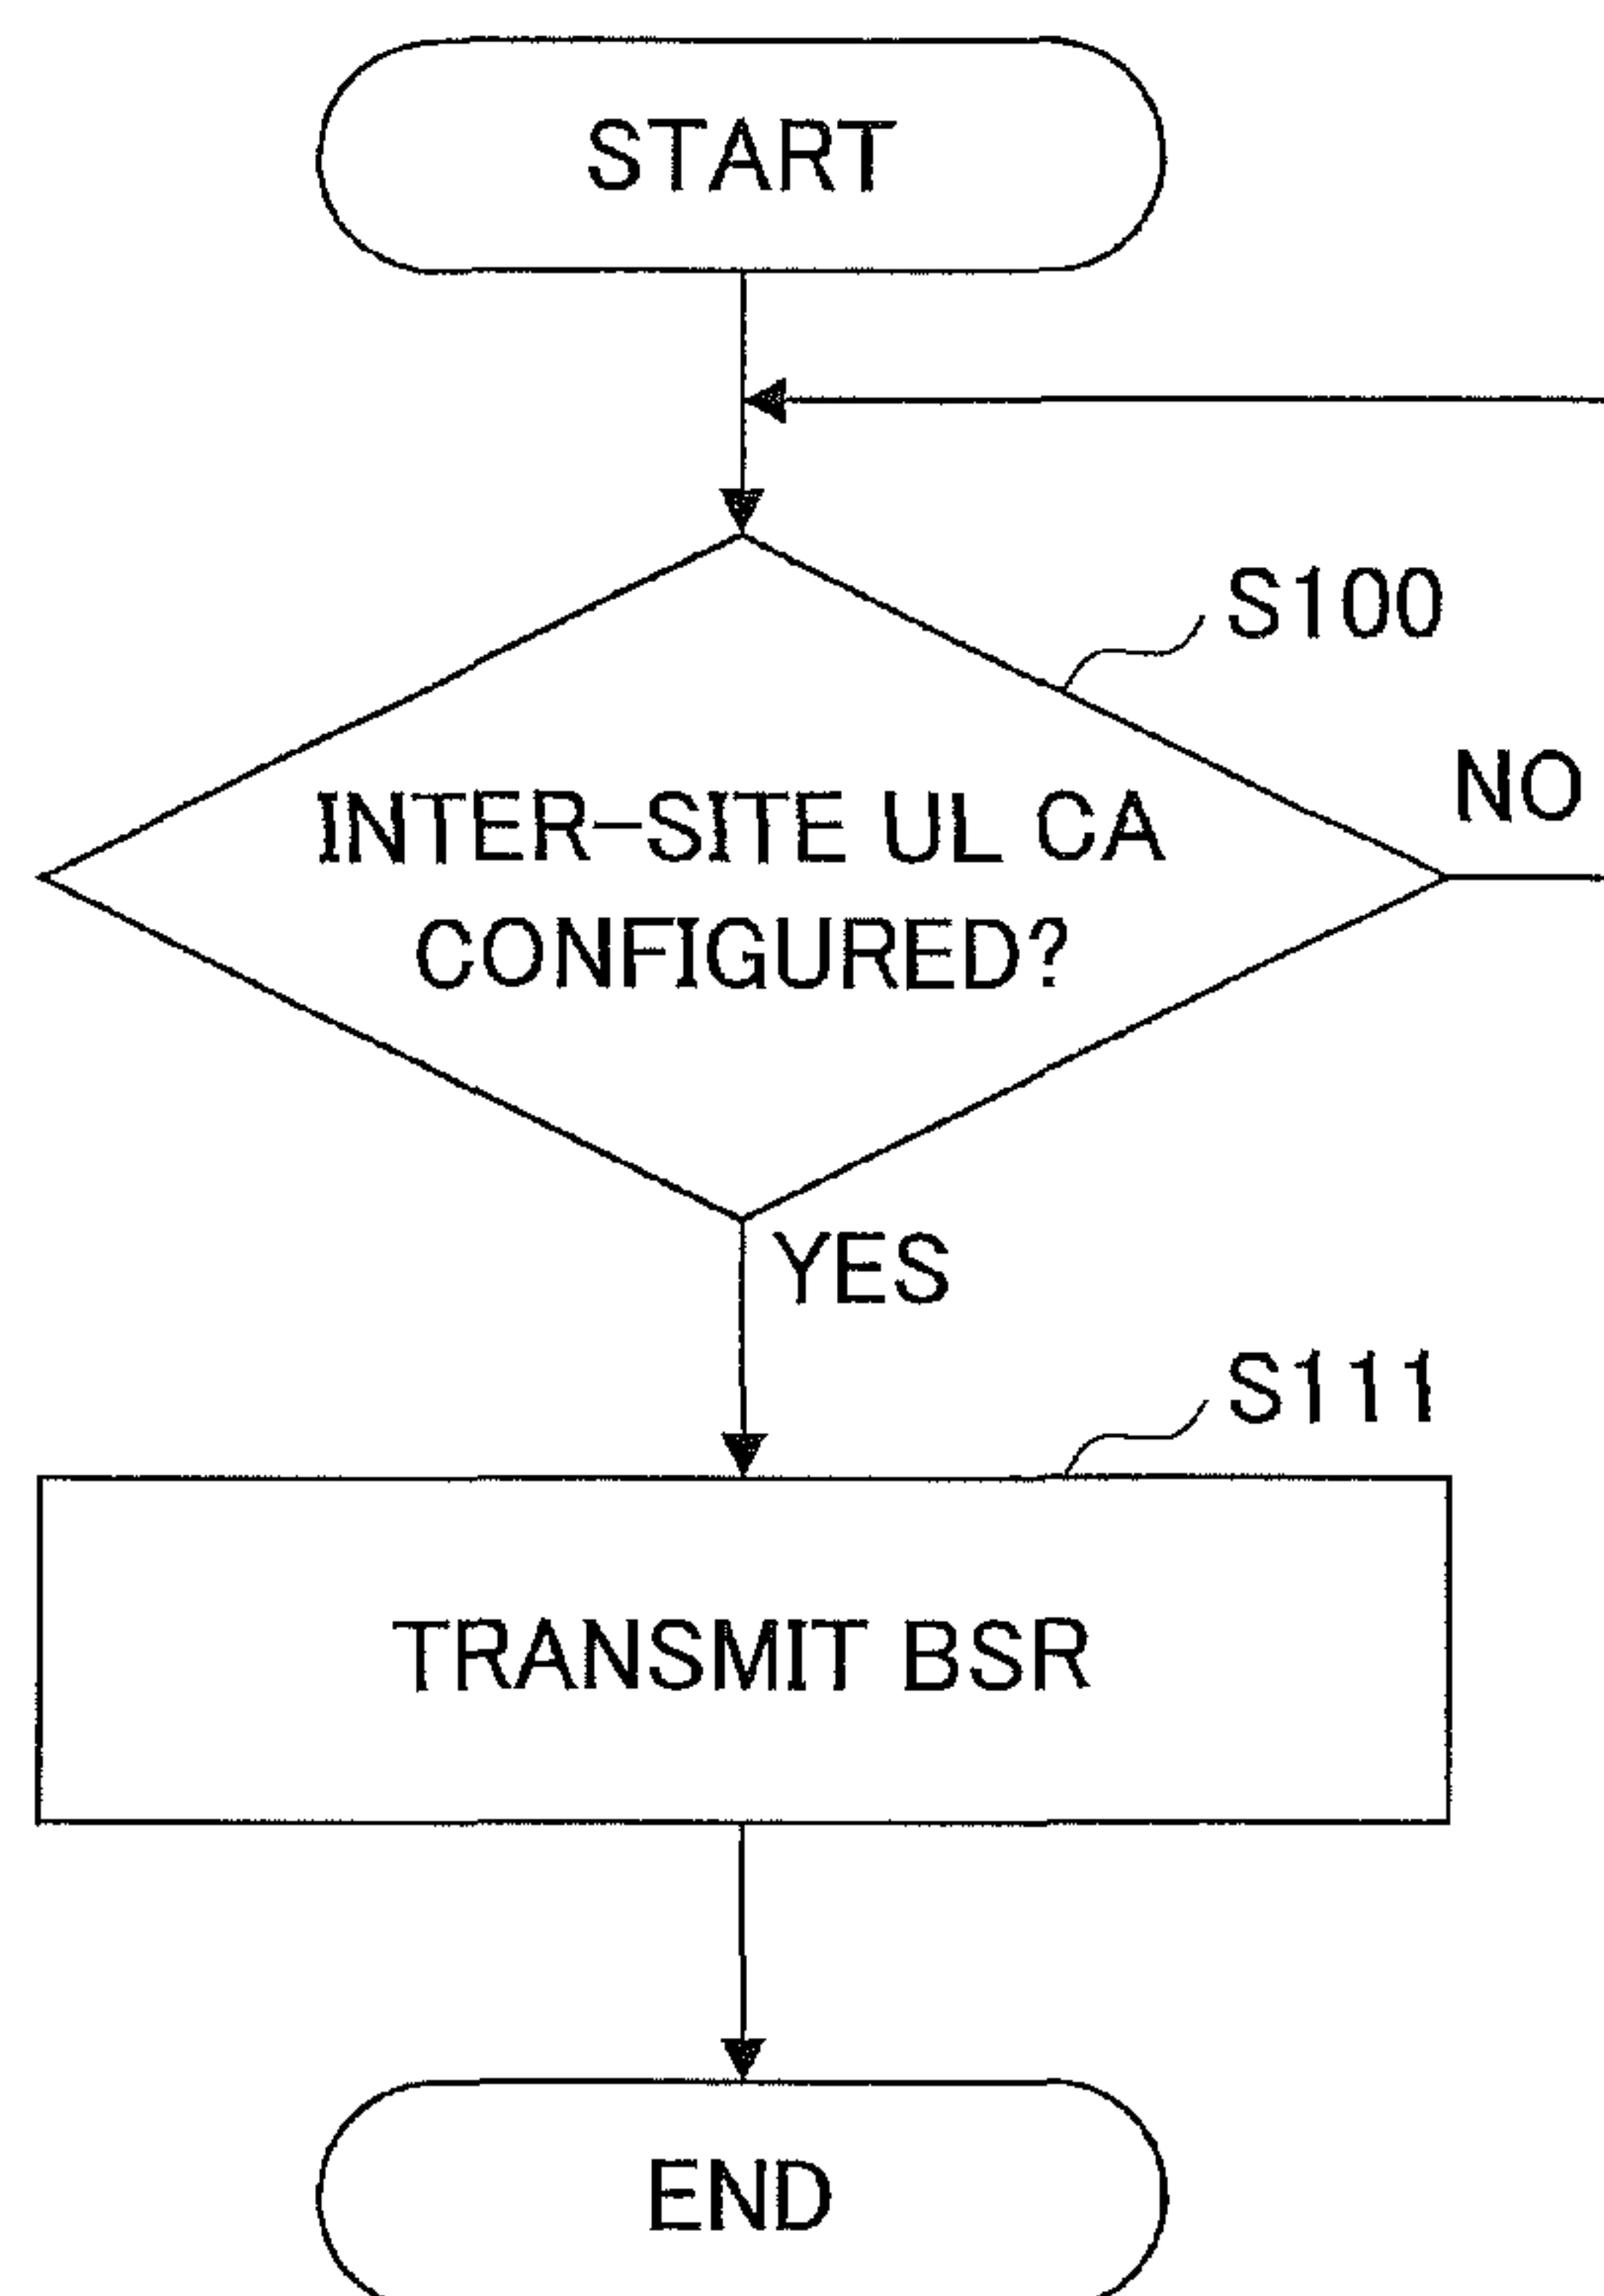 START
S100
INTER-SITE UL CA
CONFIGURED?
NO
YES
S111
TRANSMIT BSR
END